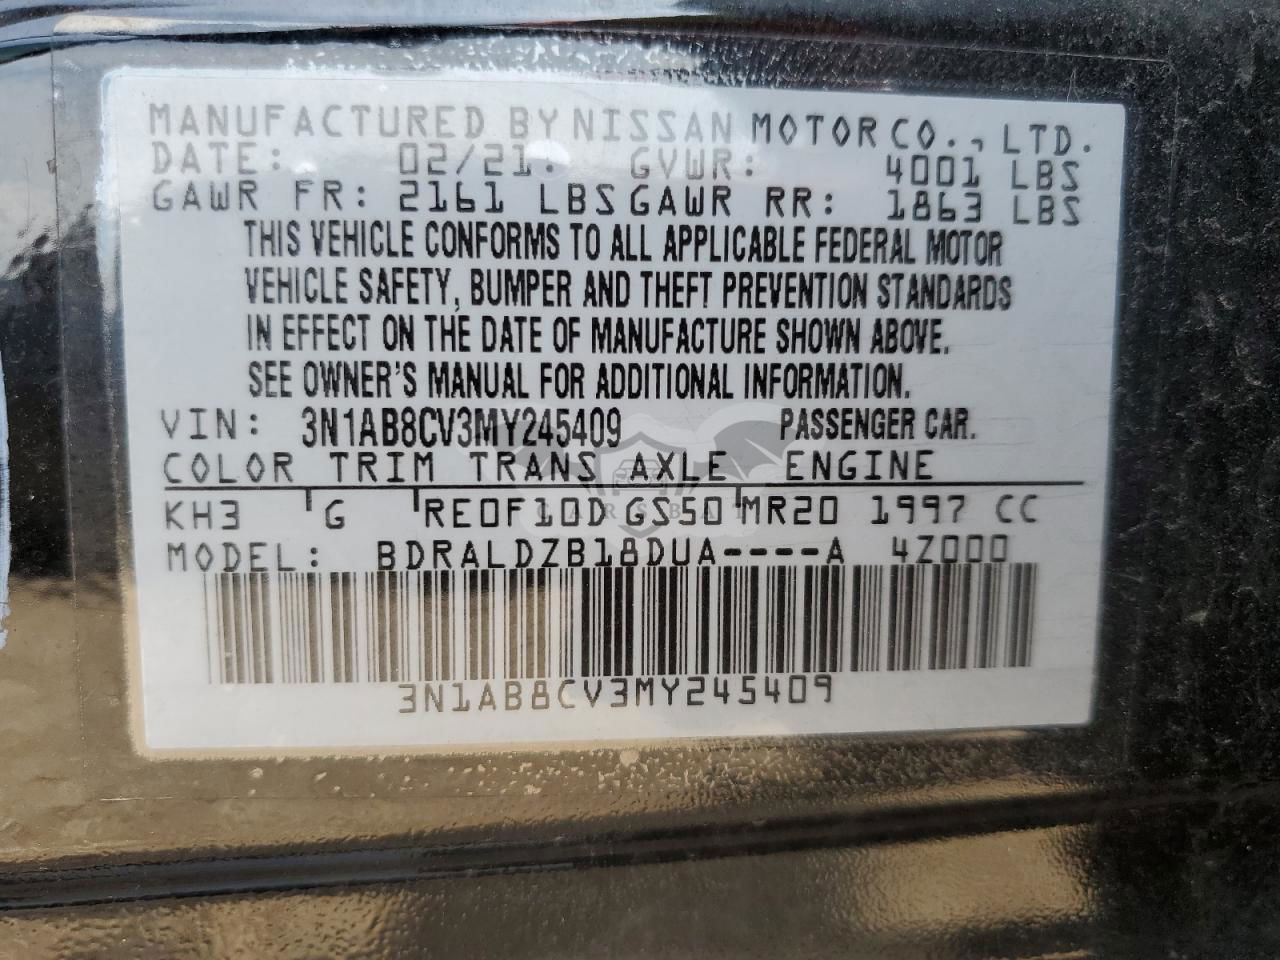 MANUFACTURED BY NISSAN MOTOR CO., LTD.
DATE: 02/21. GVWR: 4001 LBS
GAWR FR: 2161 LBS GAWR RR: 1863 LBS
THIS VEHICLE CONFORMS TO ALL APPLICABLE FEDERAL MOTOR
VEHICLE SAFETY, BUMPER AND THEFT PREVENTION STANDARDS
IN EFFECT ON THE DATE OF MANUFACTURE SHOWN ABOVE.
SEE OWNER'S MANUAL FOR ADDITIONAL INFORMATION.
VIN: 3N1AB8CV3MY245409 PASSENGER CAR.
COLOR TRIM TRANS AXLE ENGINE
KH3 G RE0F10D GS50 MR20 1997 CC
CARSBAT
MODEL: BDRALDZB18DUA----A 4Z000
3N1AB8CV3MY245409